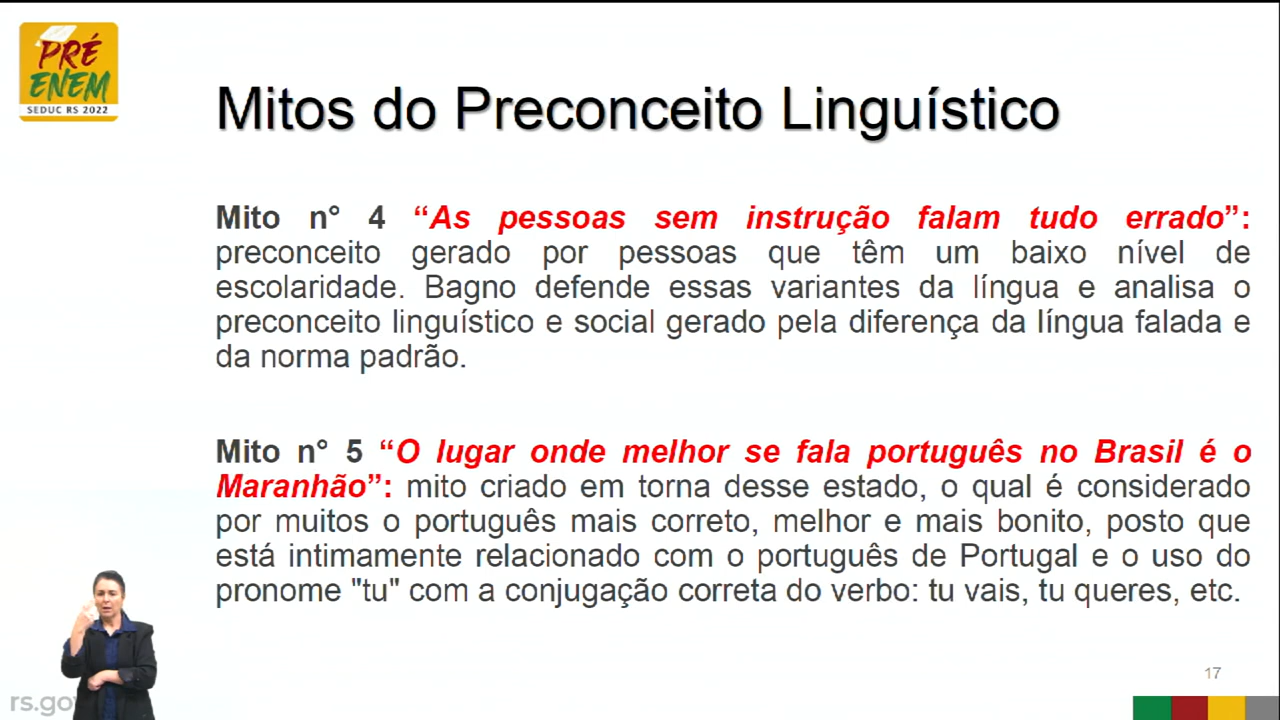 PRÉ
ENEM
SEDUC RS 2022
Mitos do Preconceito Linguístico
Mito n° 4 “As pessoas sem instrução falam tudo errado”:
preconceito gerado por pessoas que têm um baixo nível de
escolaridade. Bagno defende essas variantes da língua e analisa o
preconceito linguístico e social gerado pela diferença da língua falada e
da norma padrão.
Mito n° 5 “O lugar onde melhor se fala português no Brasil é o
Maranhão”: mito criado em torna desse estado, o qual é considerado
por muitos o português mais correto, melhor e mais bonito, posto que
está intimamente relacionado com o português de Portugal e o uso do
pronome "tu" com a conjugação correta do verbo: tu vais, tu queres, etc.
17